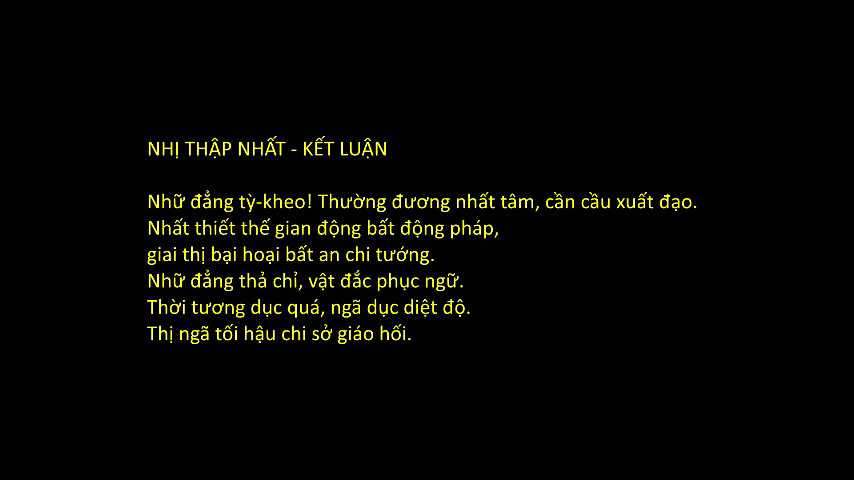 NHỊ THẬP NHẤT - KẾT LUẬN
Nhữ đẳng tỳ-kheo! Thường đương nhất tâm, cần cầu xuất đạo.
Nhất thiết thế gian động bất động pháp,
giai thị bại hoại bất an chi tướng.
Nhữ đẳng thả chỉ, vật đắc phục ngữ.
Thời tương dục quá, ngã dục diệt độ.
Thị ngã tối hậu chi sở giáo hối.